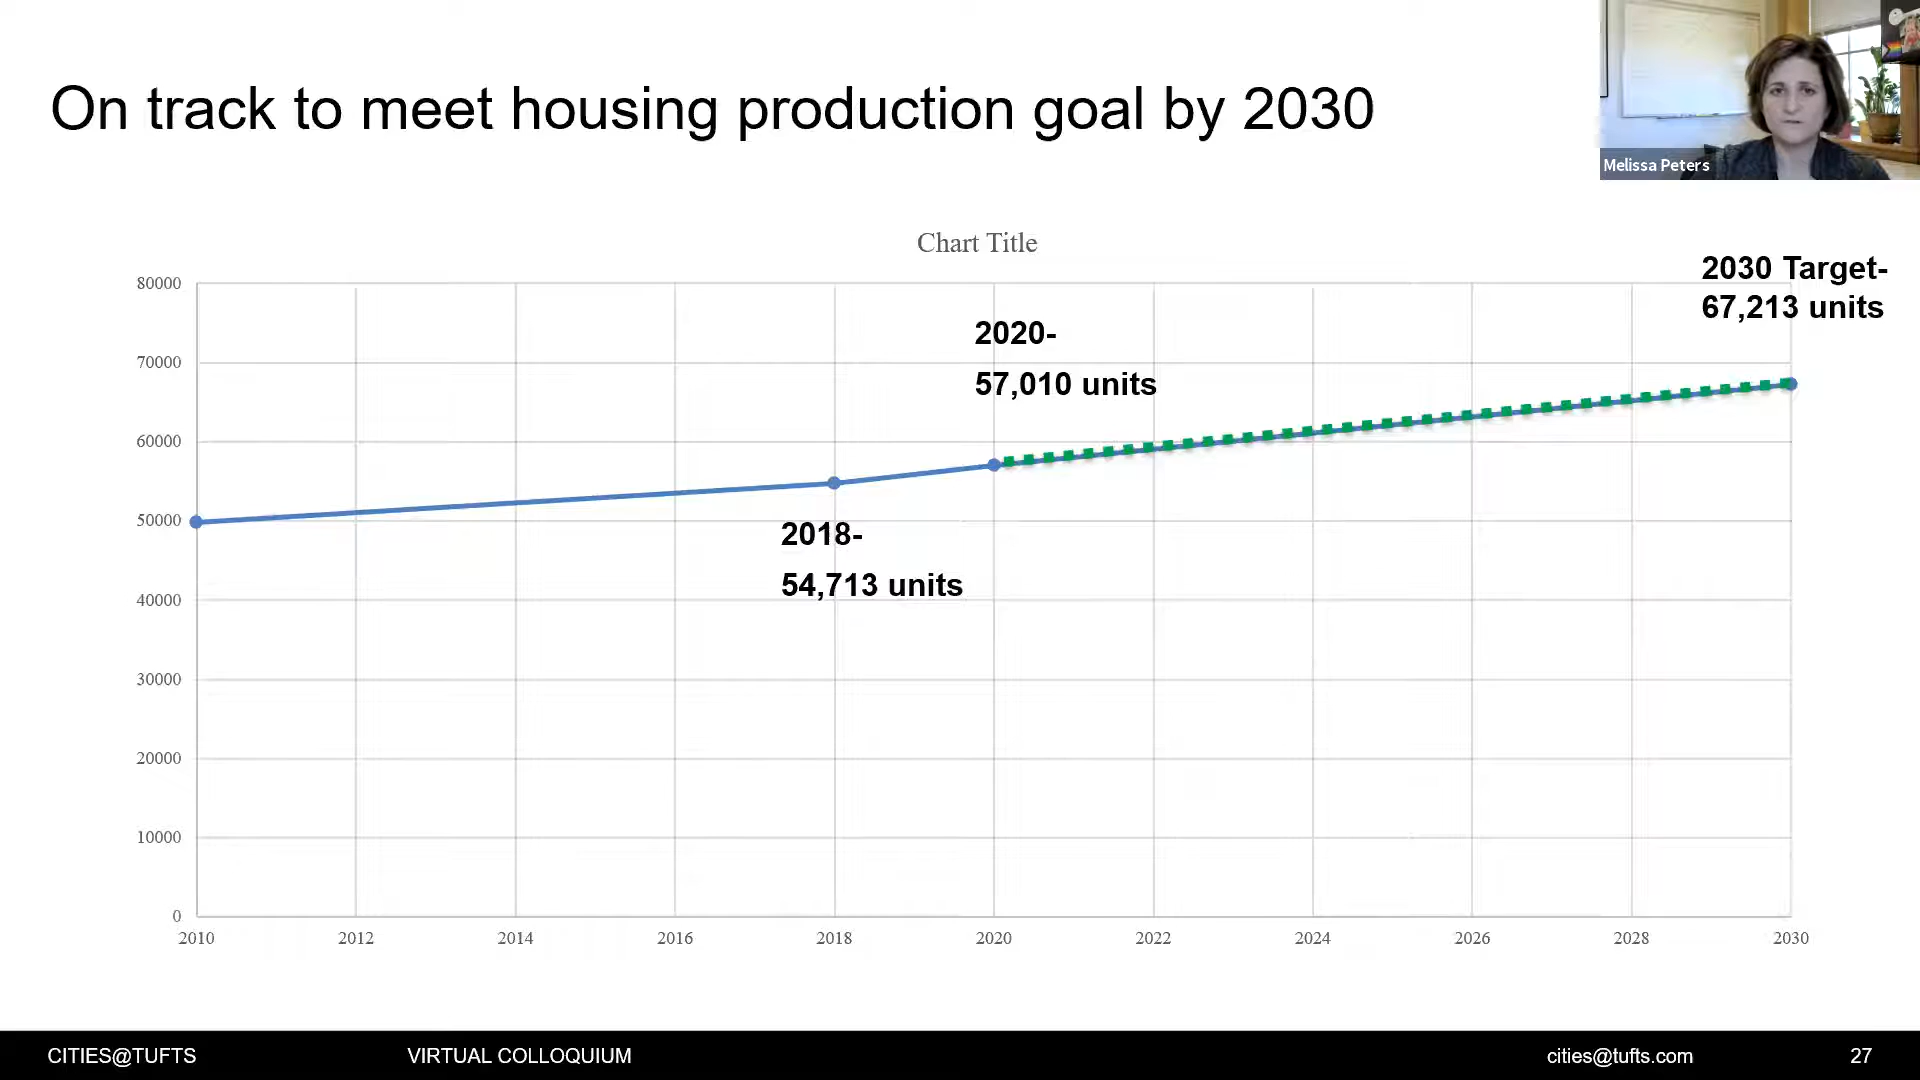 On track to meet housing production goal by 2030
Melissa Peters
Chart Title
2030 Target-
67,213 units
2020-
57,010 units
2018-
54,713 units
80000
70000
60000
50000
40000
30000
20000
10000
0
2010 2012 2014 2016 2018 2020 2022 2024 2026 2028 2030
CITIES@TUFTS VIRTUAL COLLOQUIUM cities@tufts.com 27